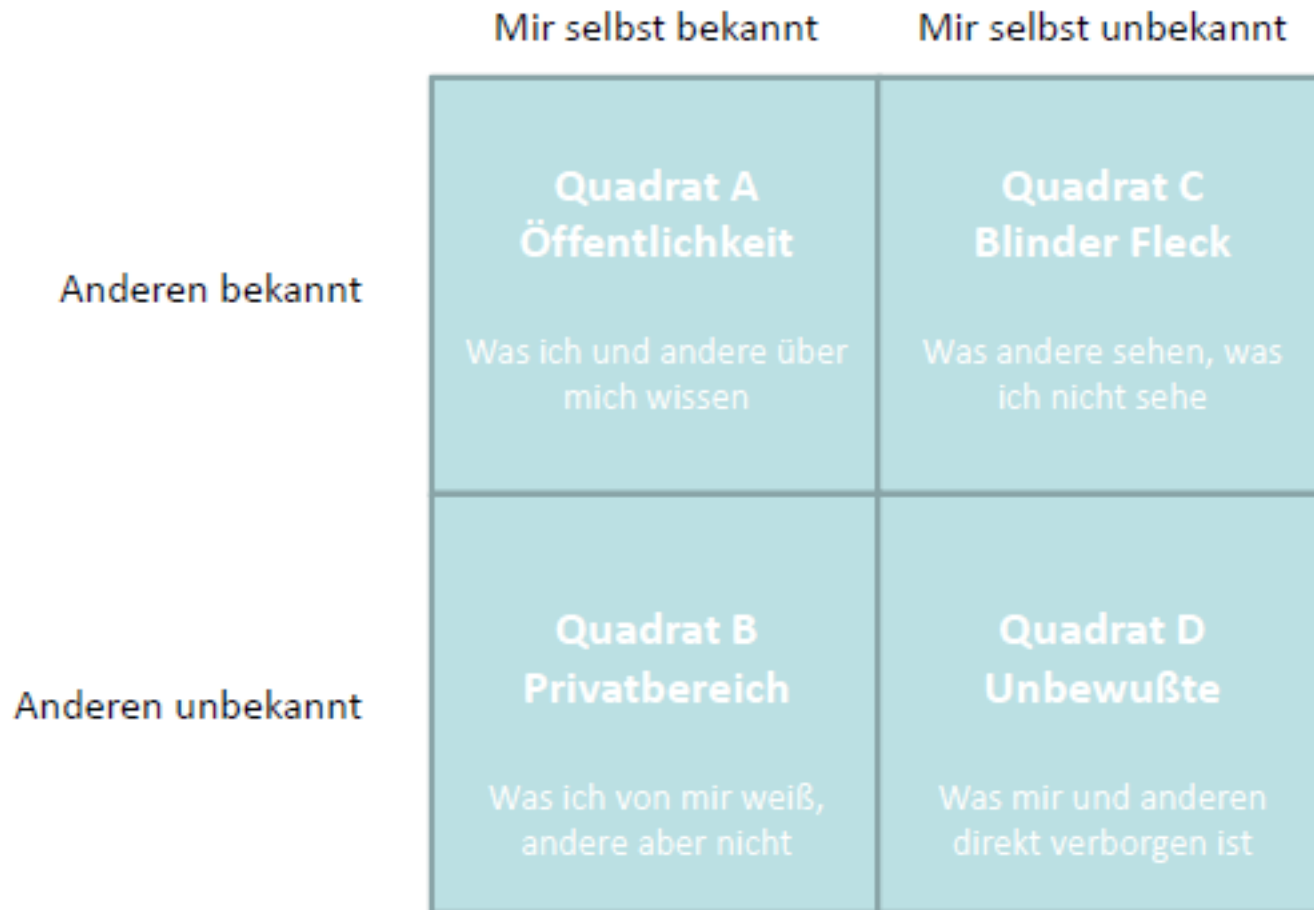 Mir selbst bekannt
Mir selbst unbekannt
Anderen bekannt
Quadrat A
Öffentlichkeit
Was ich und andere über
mich wissen
Quadrat C
Blinder Fleck
Was andere sehen, was
ich nicht sehe
Anderen unbekannt
Quadrat B
Privatbereich
Was ich von mir weiß,
andere aber nicht
Quadrat D
Unbewußte
Was mir und anderen
direkt verborgen ist